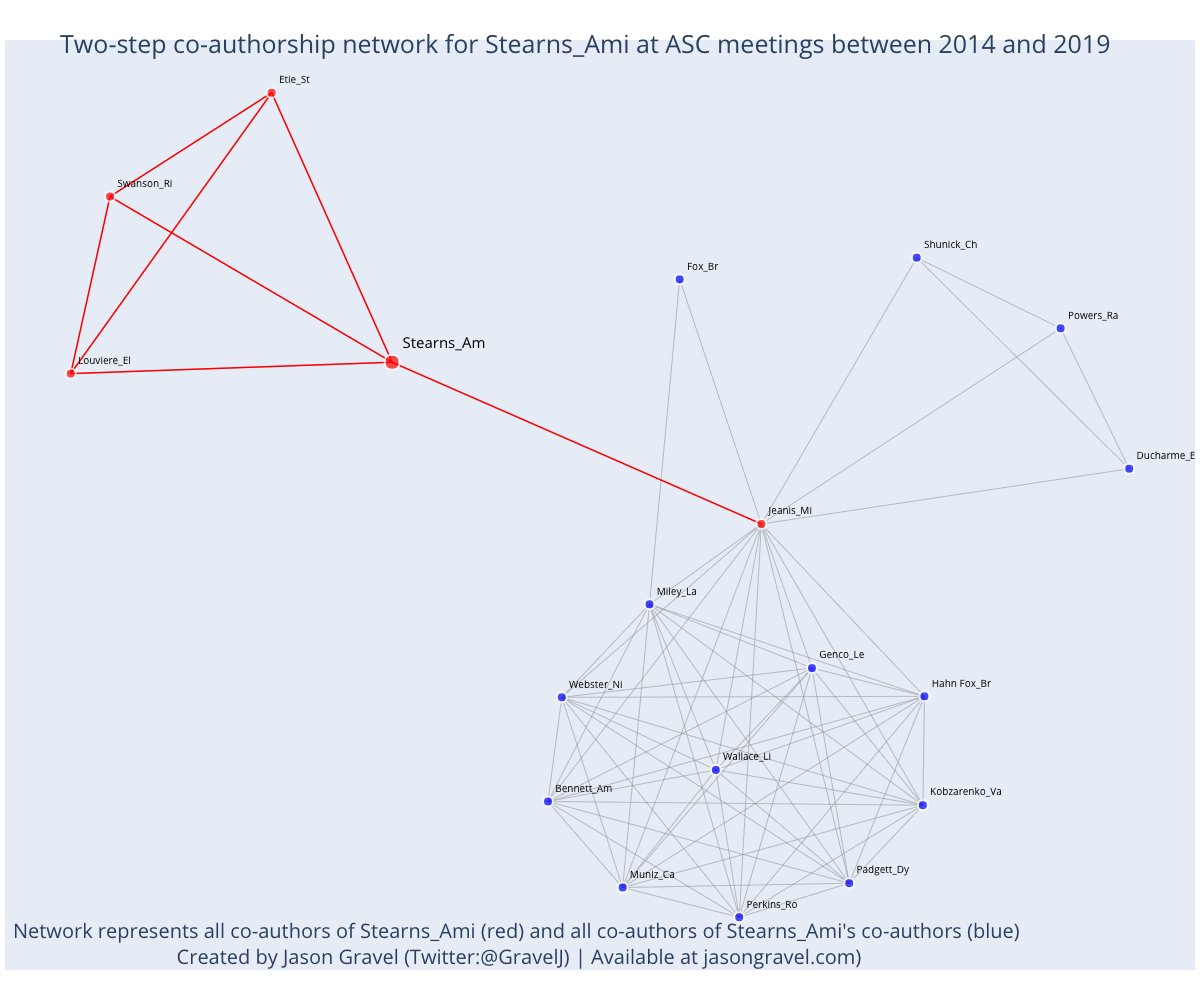 Two-step co-authorship network for Stearns_Ami at ASC meetings between 2014 and 2019
Etie_St
Swanson_Ri
Shunick_Ch
Fox_Br
Powers_Ra
Stearns_Am
Louviere_El
Ducharme_E
Jeanis_Mi
Miley_La
Genco_Le
Webster_Ni
Hahn Fox_Br
Wallace_Li
Bennett_Am
Kobzarenko_Va
Padgett_Dy
Muniz_Ca
Perkins_Ro
Network represents all co-authors of Stearns_Ami (red) and all co-authors of Stearns_Ami's co-authors (blue)
Created by Jason Gravel (Twitter:@GravelJ) | Available at jasongravel.com)